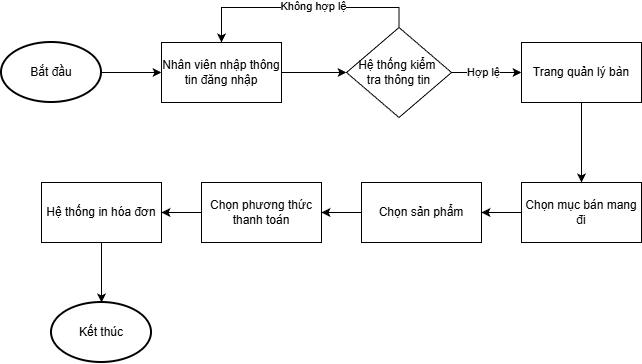 Không hợp lệ
Bắt đầu
Nhân viên nhập thông
tin đăng nhập
Hệ thống kiểm
tra thông tin
Hợp lệ
Trang quản lý bàn
Hệ thống in hóa đơn
Chọn phương thức
thanh toán
Chọn sản phẩm
Chọn mục bán mang
đi
Kết thúc